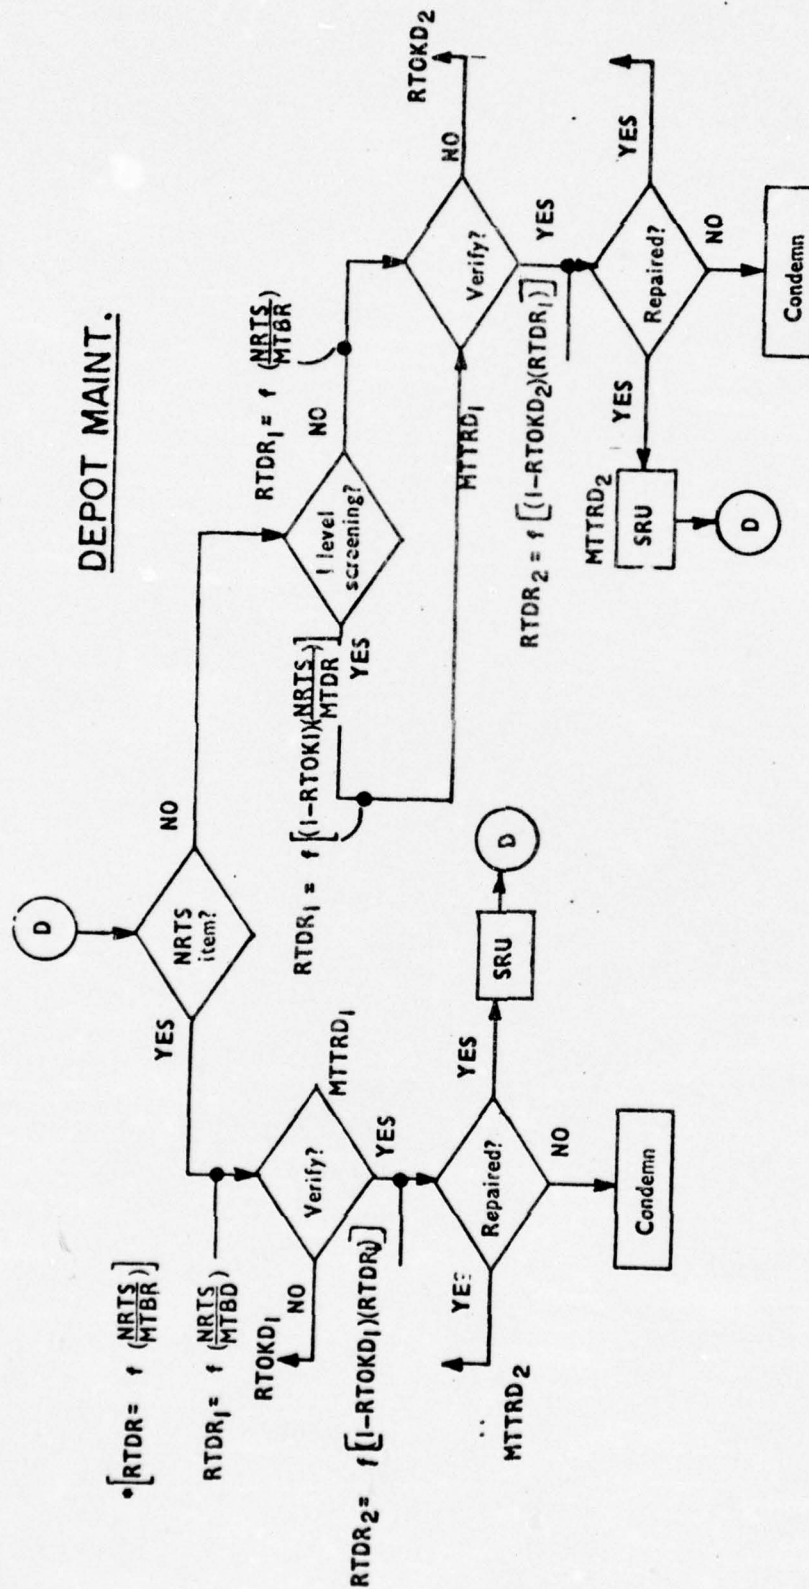 DEPOT MAINT.
D
NRTS
item?
YES
NO
*[RTDR = f (NRTS/MTBR)]
RTDR₁ = f (NRTS/MTBD)
RTOKD₁
NO
Verify?
MTTRD₁
YES
RTDR₂ = f[(1-RTOKD₁)(RTDR₁)]
Repaired?
YES
MTTRD₂
YES
SRU
D
NO
Condemn
I level
screening?
NO
RTDR₁ = f (NRTS/MTBR)
YES
RTDR₁ = f[(1-RTOKI)(NRTS/MTDR)]
MTTRD₁
Verify?
NO
RTOKD₂
YES
RTDR₂ = f[(1-RTOKD₂)(RTDR₁)]
Repaired?
YES
YES
MTTRD₂
SRU
D
NO
Condemn